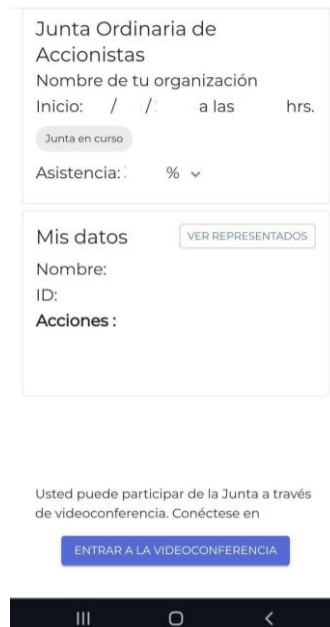 Junta Ordinaria de
Accionistas
Nombre de tu organización
Inicio: / / a las hrs.
Junta en curso
Asistencia: %
Mis datos
VER REPRESENTADOS
Nombre:
ID:
Acciones :
Usted puede participar de la Junta a través
de videoconferencia. Conéctese en
ENTRAR A LA VIDEOCONFERENCIA